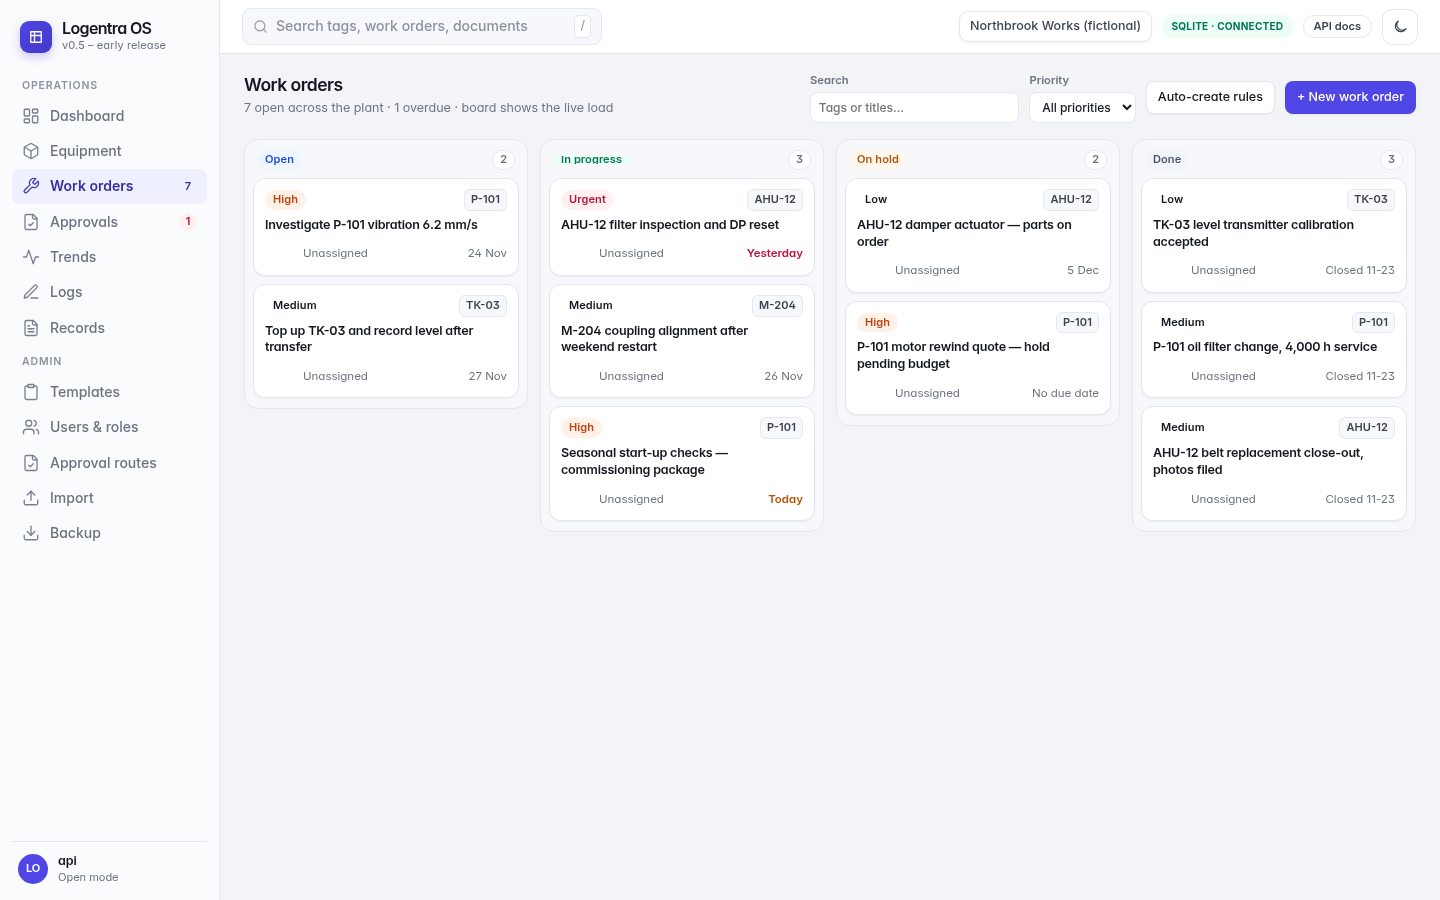 Logentra OS
v0.5 – early release
OPERATIONS
Dashboard
Equipment
Work orders 7
Approvals 1
Trends
Logs
Records
ADMIN
Templates
Users & roles
Approval routes
Import
Backup
LO
api
Open mode
Search tags, work orders, documents /
Northbrook Works (fictional)
SQLITE · CONNECTED
API docs
Work orders
7 open across the plant · 1 overdue · board shows the live load
Search
Tags or titles...
Priority
All priorities
Auto-create rules
+ New work order
Open 2
High P-101
Investigate P-101 vibration 6.2 mm/s
Unassigned 24 Nov
Medium TK-03
Top up TK-03 and record level after
transfer
Unassigned 27 Nov
In progress 3
Urgent AHU-12
AHU-12 filter inspection and DP reset
Unassigned Yesterday
Medium M-204
M-204 coupling alignment after
weekend restart
Unassigned 26 Nov
High P-101
Seasonal start-up checks —
commissioning package
Unassigned Today
On hold 2
Low AHU-12
AHU-12 damper actuator — parts on
order
Unassigned 5 Dec
High P-101
P-101 motor rewind quote — hold
pending budget
Unassigned No due date
Done 3
Low TK-03
TK-03 level transmitter calibration
accepted
Unassigned Closed 11-23
Medium P-101
P-101 oil filter change, 4,000 h service
Unassigned Closed 11-23
Medium AHU-12
AHU-12 belt replacement close-out,
photos filed
Unassigned Closed 11-23